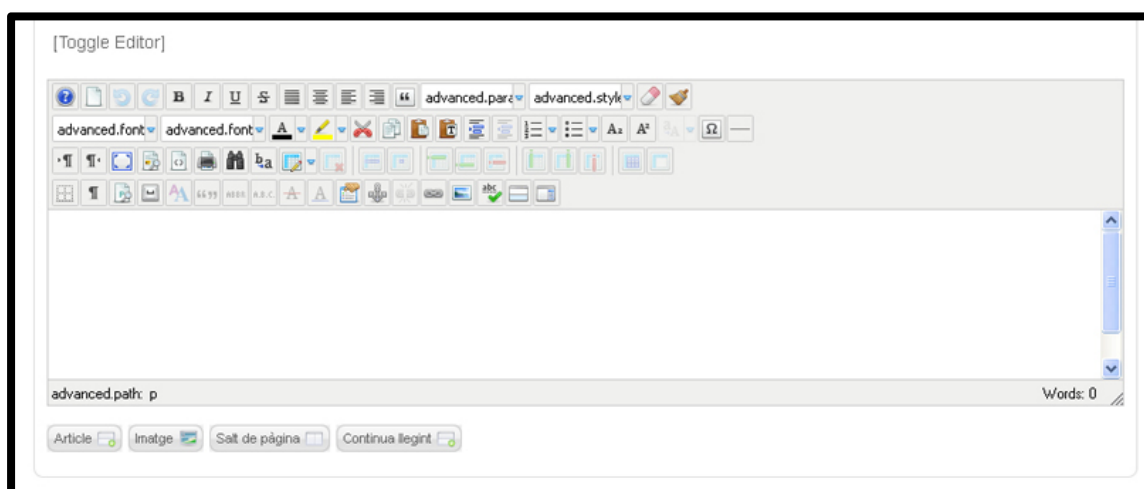 [Toggle Editor]
advanced.para advanced.style
advanced.font advanced.font
advanced.path: p Words: 0
Article Imatge Salt de pàgina Continua llegint